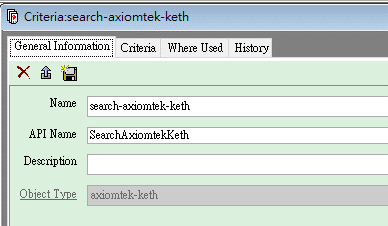 Criteria:search-axiomtek-keth
General Information Criteria Where Used History
Name search-axiomtek-keth
API Name SearchAxiomtekKeth
Description
Object Type axiomtek-keth